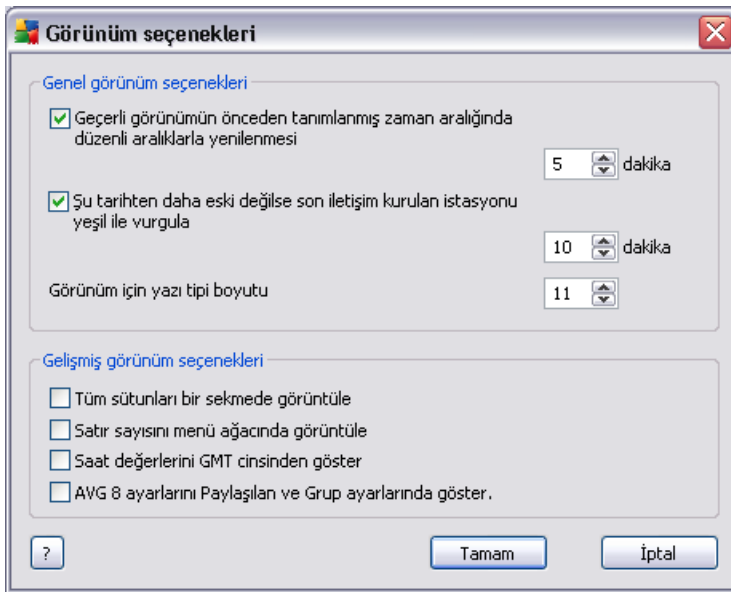 Görünüm seçenekleri
Genel görünüm seçenekleri
Geçerli görünümün önceden tanımlanmış zaman aralığında
düzenli aralıklarla yenilenmesi
5 dakika
Şu tarihten daha eski değilse son iletişim kurulan istasyonu
yeşil ile vurgula
10 dakika
Görünüm için yazı tipi boyutu 11
Gelişmiş görünüm seçenekleri
Tüm sütunları bir sekmede görüntüle
Satır sayısını menü ağacında görüntüle
Saat değerlerini GMT cinsinden göster
AVG 8 ayarlarını Paylaşılan ve Grup ayarlarında göster.
? Tamam İptal